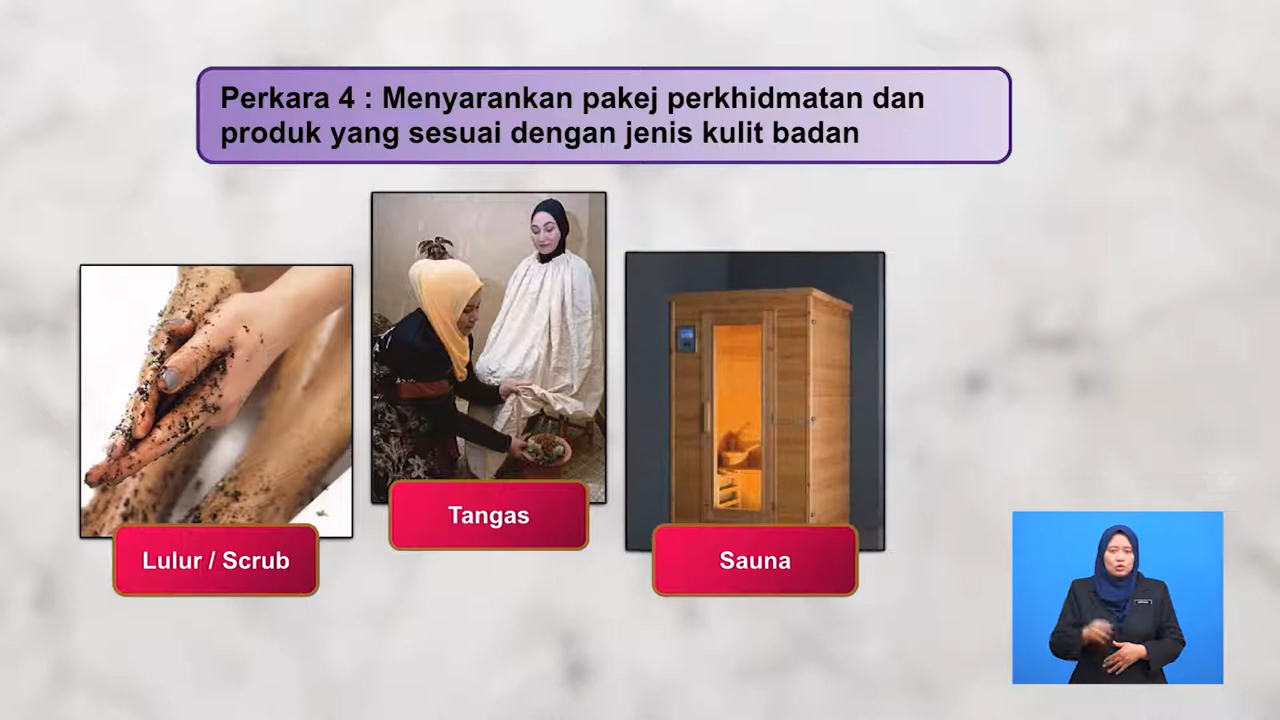 Perkara 4 : Menyarankan pakej perkhidmatan dan
produk yang sesuai dengan jenis kulit badan
Lulur / Scrub
Tangas
Sauna